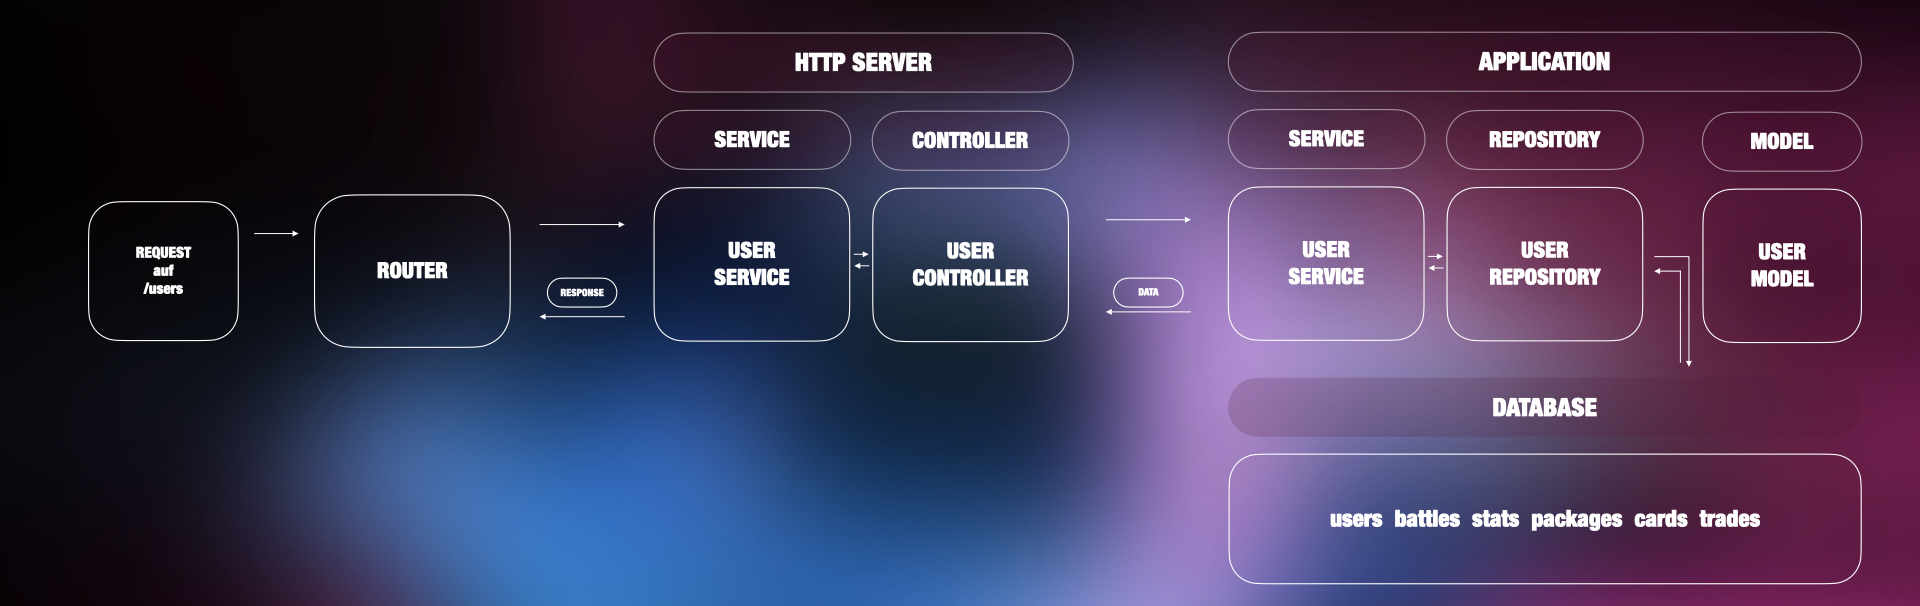 HTTP SERVER
APPLICATION
SERVICE
CONTROLLER
SERVICE
REPOSITORY
MODEL
REQUEST
auf
/users
ROUTER
RESPONSE
USER
SERVICE
USER
CONTROLLER
DATA
USER
SERVICE
USER
REPOSITORY
USER
MODEL
DATABASE
users battles stats packages cards trades